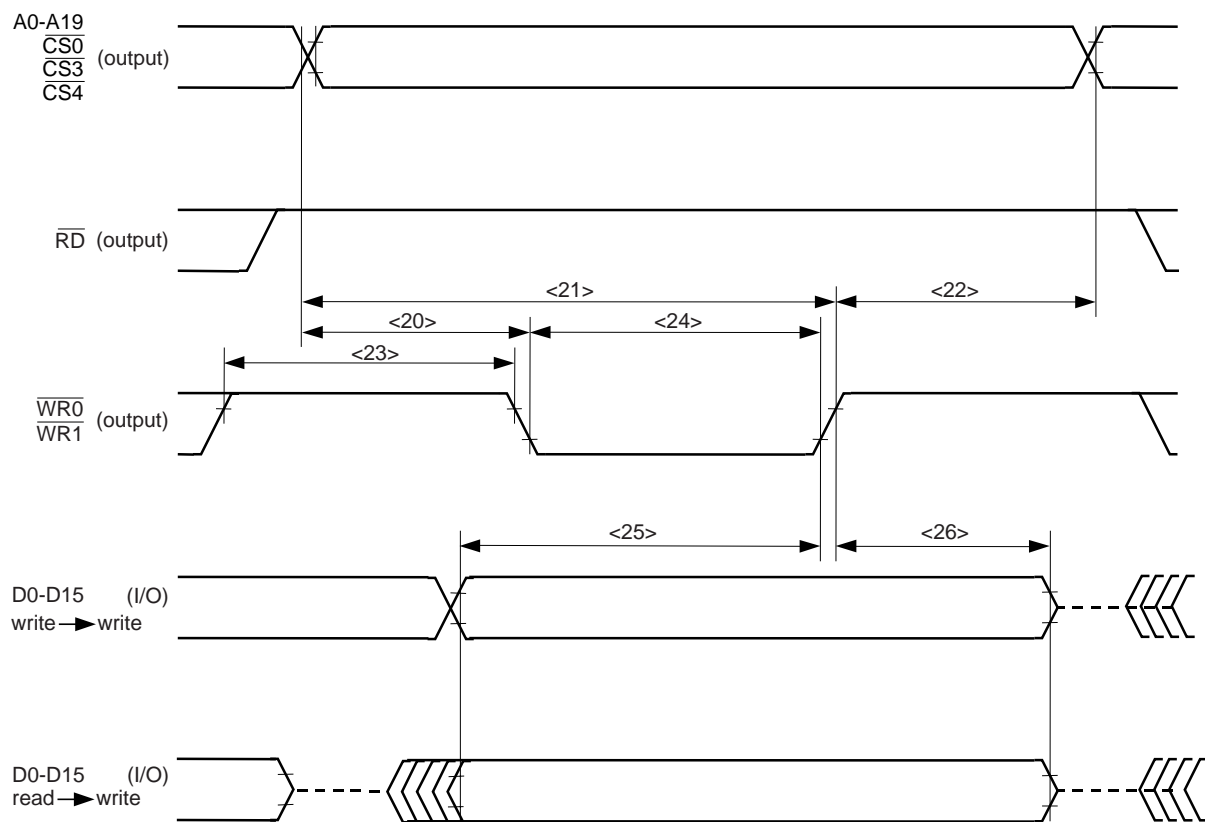 A0-A19
CS0
CS3
CS4
(output)
RD (output)
<21>
<22>
<20>
<24>
<23>
WR0
WR1
(output)
<25>
<26>
D0-D15 (I/O)
write → write
D0-D15 (I/O)
read → write